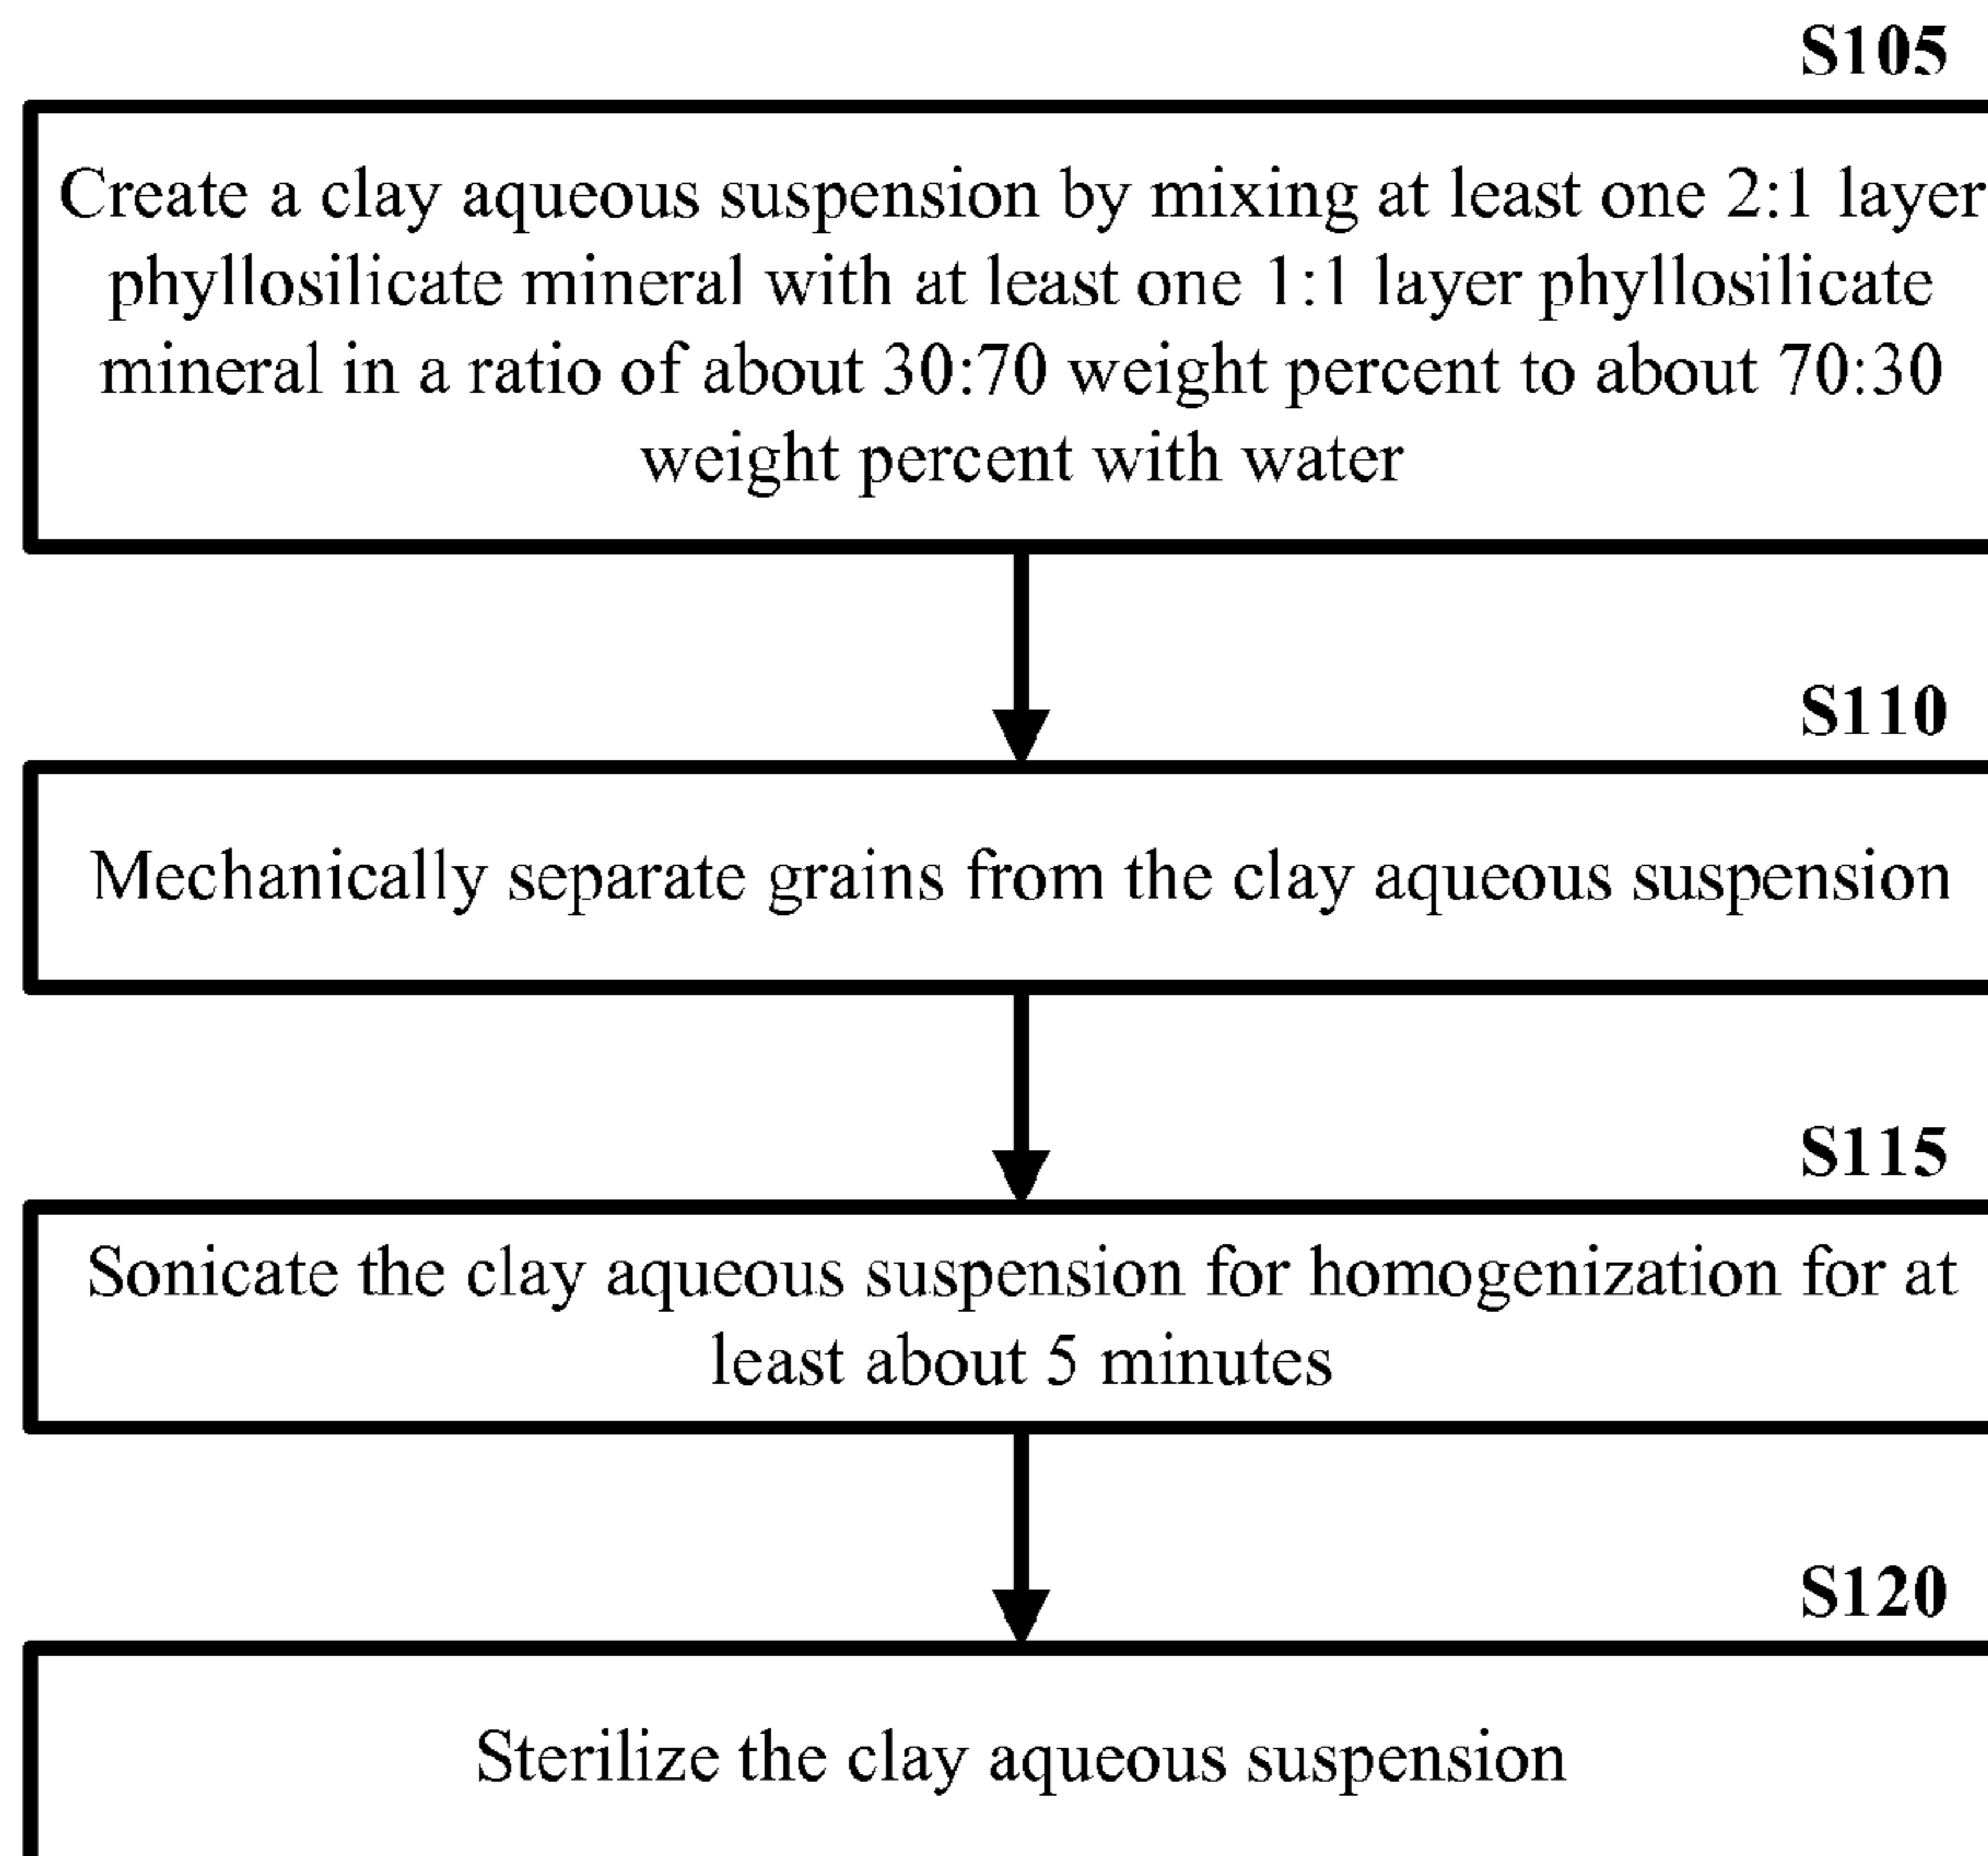 S105
Create a clay aqueous suspension by mixing at least one 2:1 layer
phyllosilicate mineral with at least one 1:1 layer phyllosilicate
mineral in a ratio of about 30:70 weight percent to about 70:30
weight percent with water
S110
Mechanically separate grains from the clay aqueous suspension
S115
Sonicate the clay aqueous suspension for homogenization for at
least about 5 minutes
S120
Sterilize the clay aqueous suspension